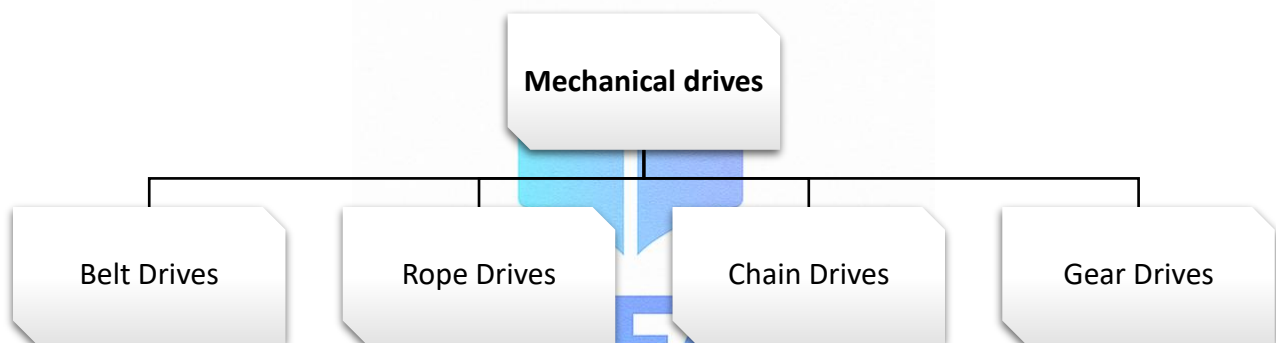 Mechanical drives
Belt Drives
Rope Drives
Chain Drives
Gear Drives